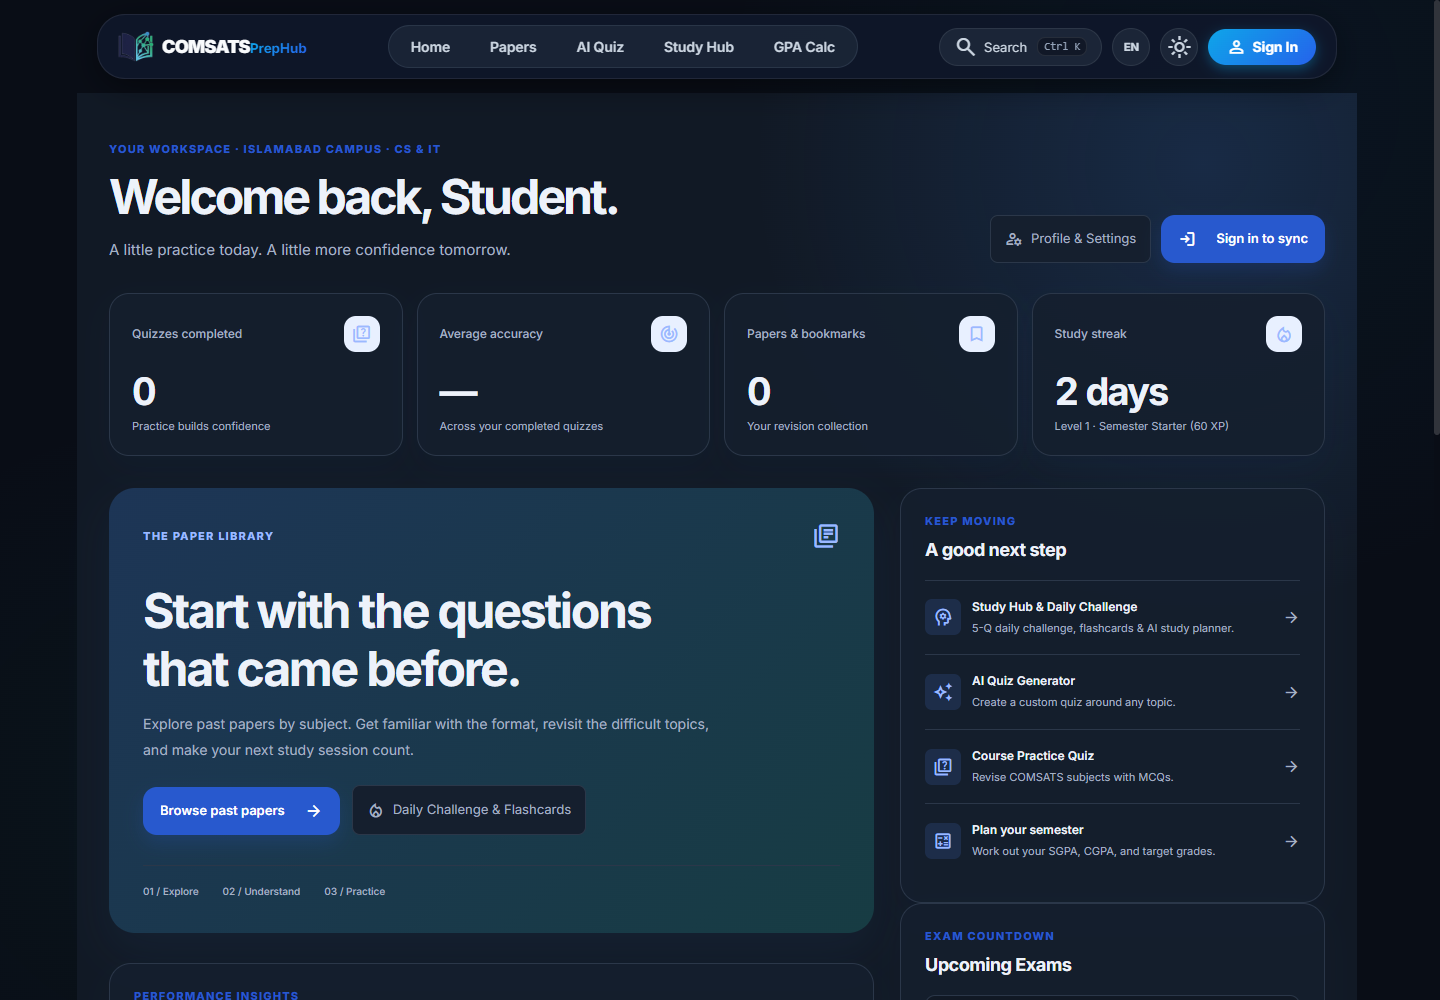 COMSATSPrepHub
Home
Papers
AI Quiz
Study Hub
GPA Calc
Search
Ctrl K
EN
Sign In
YOUR WORKSPACE · ISLAMABAD CAMPUS · CS & IT
Welcome back, Student.
A little practice today. A little more confidence tomorrow.
Profile & Settings
Sign in to sync
Quizzes completed
0
Practice builds confidence
Average accuracy
—
Across your completed quizzes
Papers & bookmarks
0
Your revision collection
Study streak
2 days
Level 1 · Semester Starter (60 XP)
THE PAPER LIBRARY
Start with the questions
that came before.
Explore past papers by subject. Get familiar with the format, revisit the difficult topics,
and make your next study session count.
Browse past papers
Daily Challenge & Flashcards
01 / Explore
02 / Understand
03 / Practice
PERFORMANCE INSIGHTS
KEEP MOVING
A good next step
Study Hub & Daily Challenge
5-Q daily challenge, flashcards & AI study planner.
AI Quiz Generator
Create a custom quiz around any topic.
Course Practice Quiz
Revise COMSATS subjects with MCQs.
Plan your semester
Work out your SGPA, CGPA, and target grades.
EXAM COUNTDOWN
Upcoming Exams